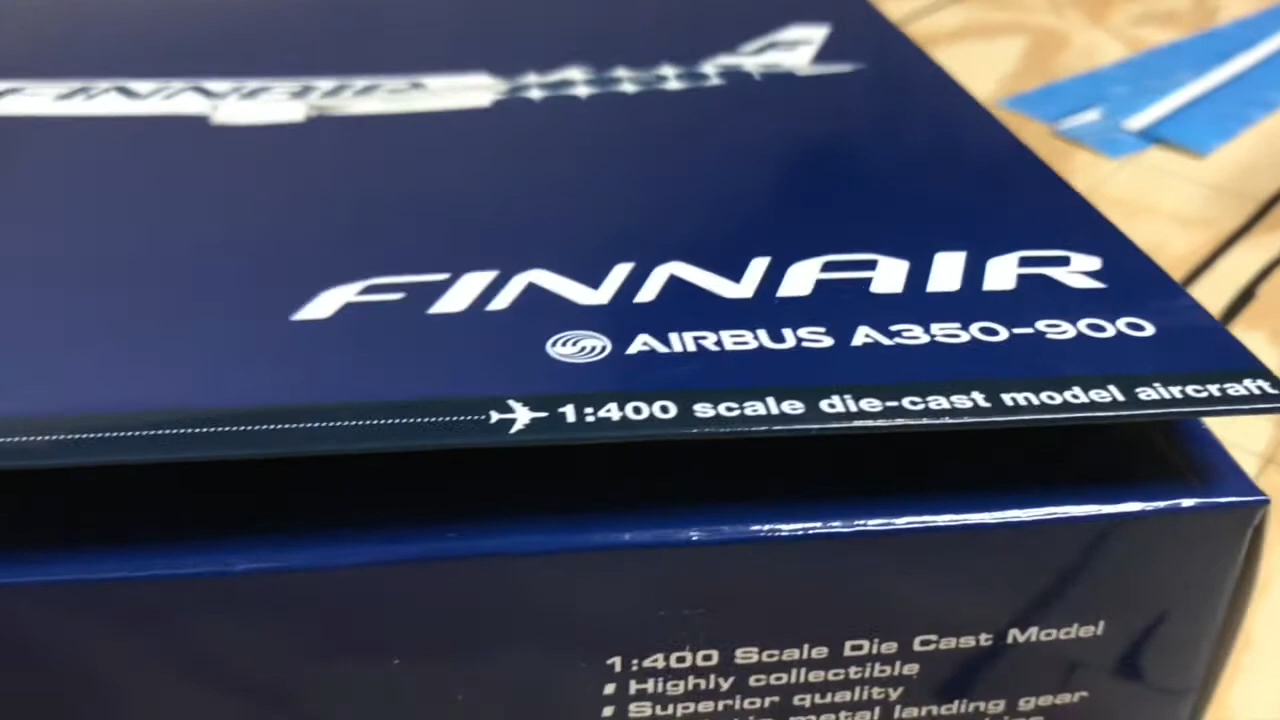 FINNAIR
FINNAIR
AIRBUS A350-900
1:400 scale die-cast model aircraft
1:400 Scale Die Cast Model
Highly collectible
Superior quality
metal landing gear